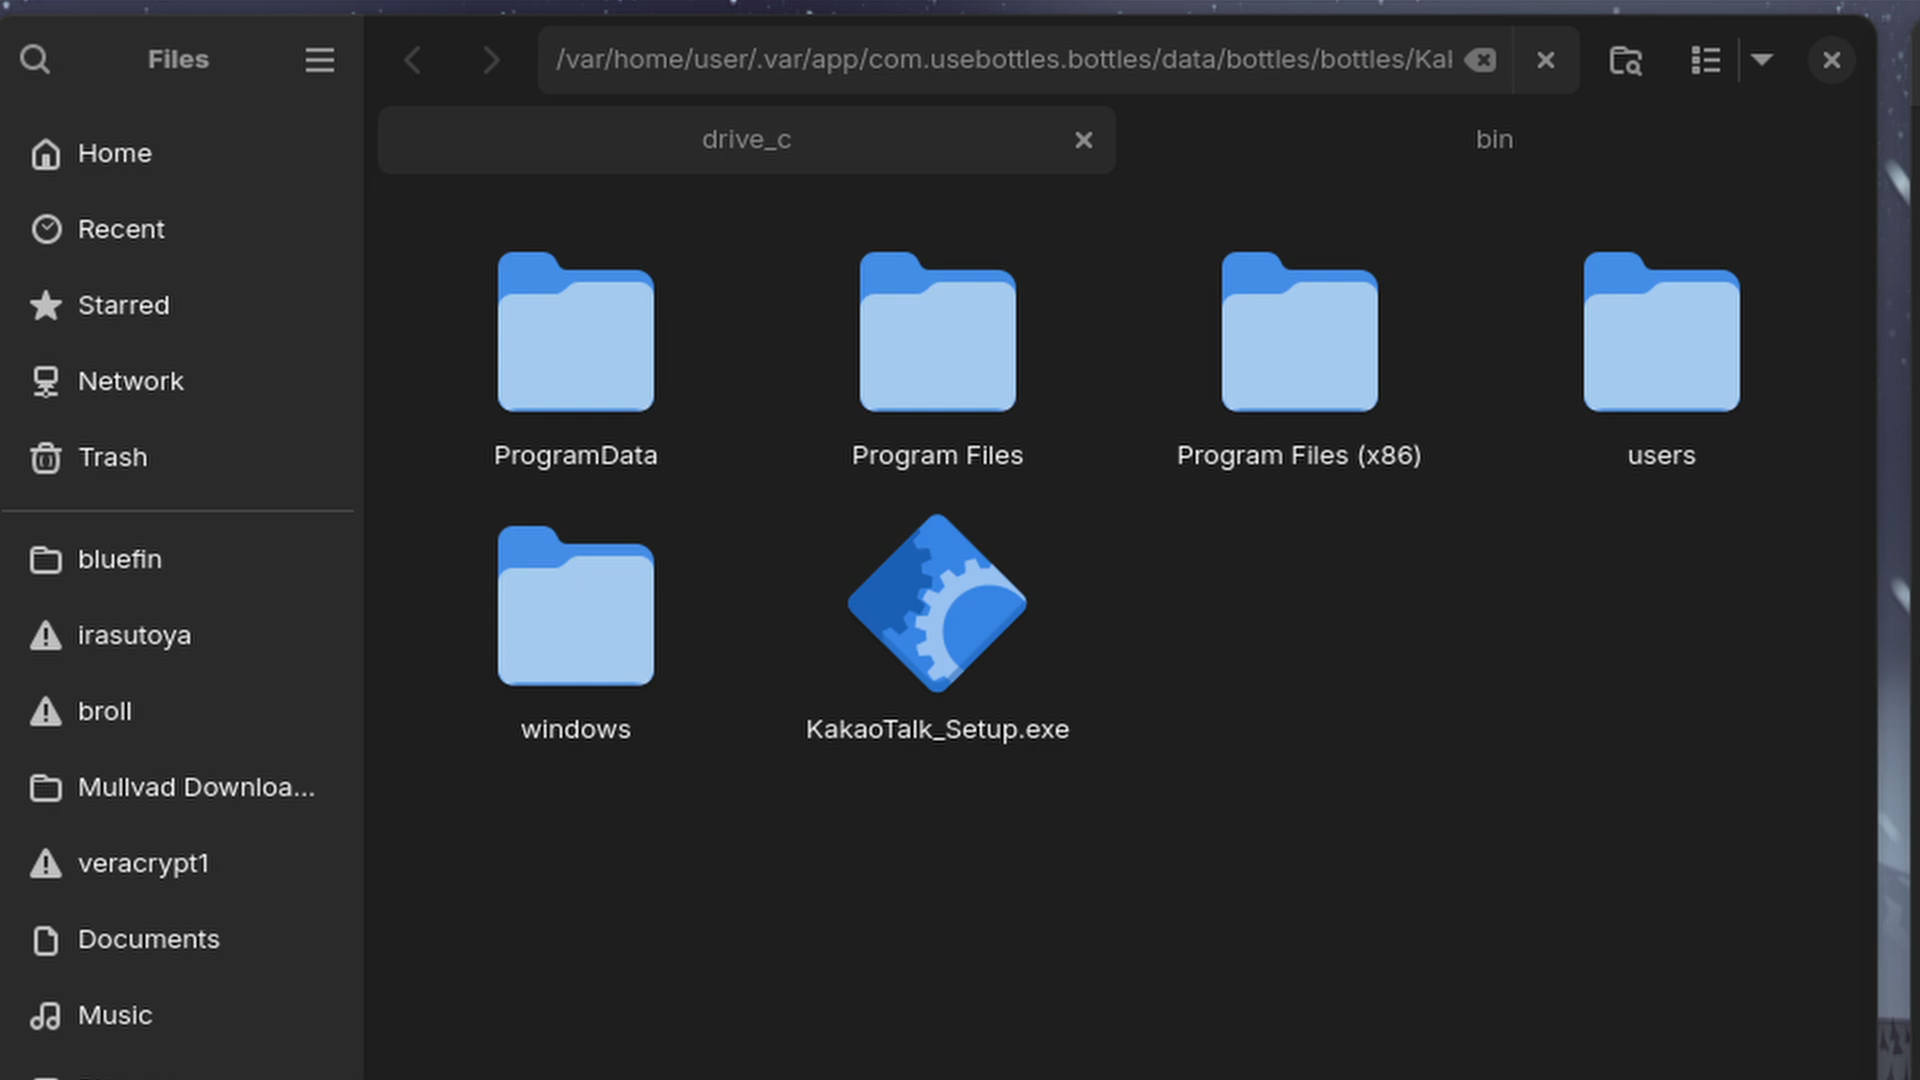 Files
/var/home/user/.var/app/com.usebottles.bottles/data/bottles/bottles/Kal
drive_c
bin
Home
Recent
Starred
Network
Trash
bluefin
irasutoya
broll
Mullvad Downloa...
veracrypt1
Documents
Music
ProgramData
Program Files
Program Files (x86)
users
windows
KakaoTalk_Setup.exe